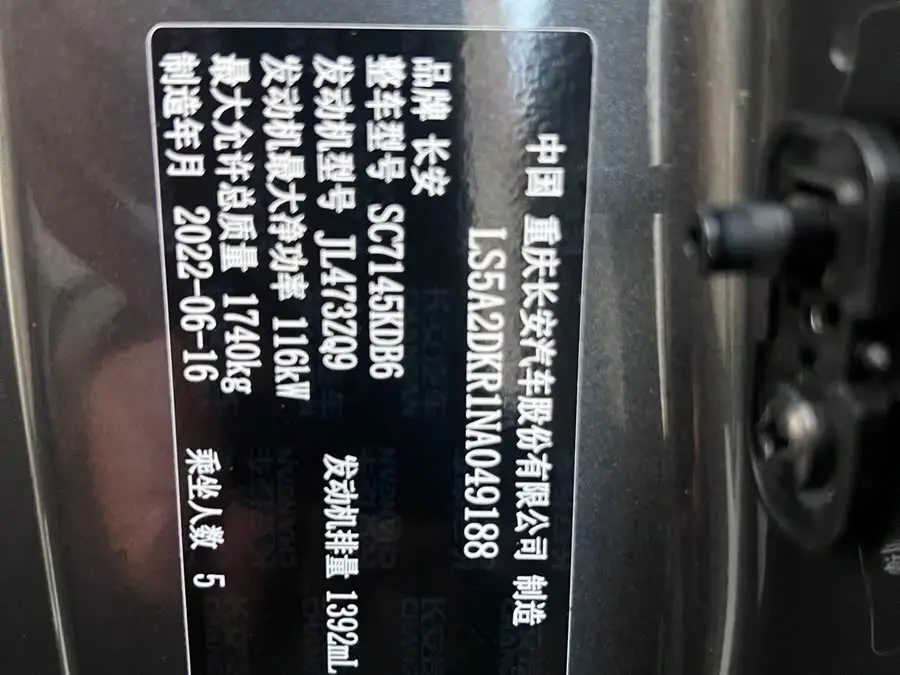 中国 重庆长安汽车股份有限公司 制造
LS5A2DKR1NA049188
品牌 长安
整车型号 SC7145KDB6
发动机型号 JL473ZQ9 发动机排量 1392mL
发动机最大净功率 116kW
最大允许总质量 1740kg
制造年月 2022-06-16 乘坐人数 5